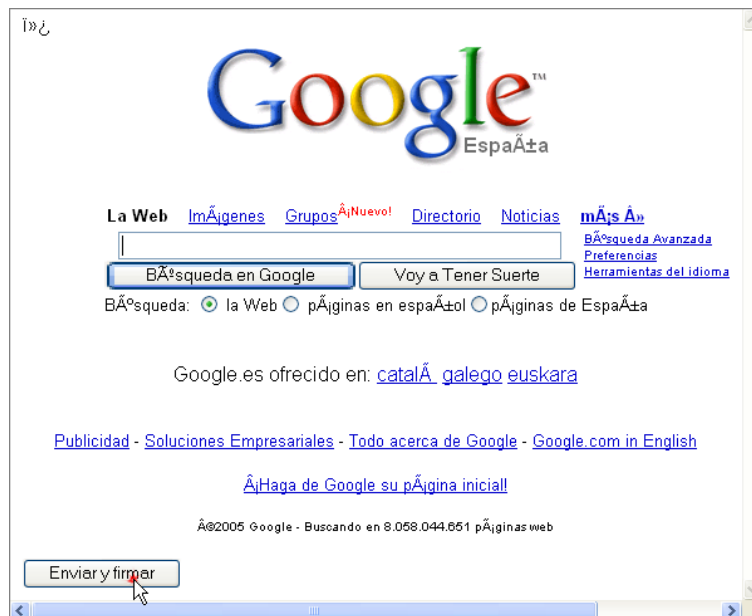 ï»¿
Google™
EspaÃ±a
La Web ImÃ¡genes Grupos Â¡Nuevo! Directorio Noticias mÃ¡s Â»
BÃºsqueda Avanzada
Preferencias
Herramientas del idioma
BÃºsqueda en Google Voy a Tener Suerte
BÃºsqueda: la Web pÃ¡ginas en espaÃ±ol pÃ¡ginas de EspaÃ±a
Google.es ofrecido en: catalÃ  galego euskara
Publicidad - Soluciones Empresariales - Todo acerca de Google - Google.com in English
Â¡Haga de Google su pÃ¡gina inicial!
Â©2005 Google - Buscando en 8.058.044.651 pÃ¡ginas web
Enviar y firmar